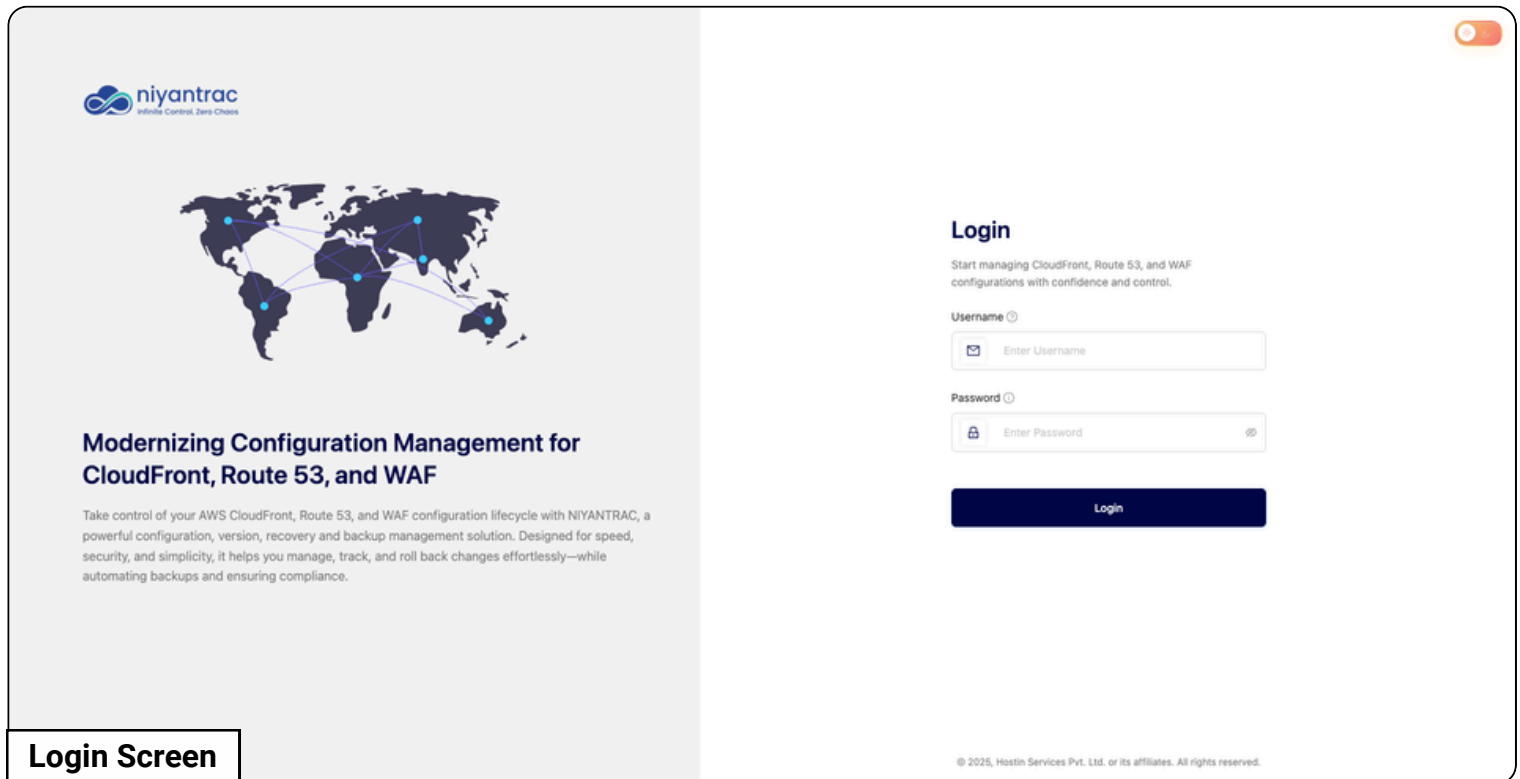 niyantrac
Infinite Control. Zero Chaos
Modernizing Configuration Management for
CloudFront, Route 53, and WAF
Take control of your AWS CloudFront, Route 53, and WAF configuration lifecycle with NIYANTRAC, a
powerful configuration, version, recovery and backup management solution. Designed for speed,
security, and simplicity, it helps you manage, track, and roll back changes effortlessly—while
automating backups and ensuring compliance.
Login Screen
Login
Start managing CloudFront, Route 53, and WAF
configurations with confidence and control.
Username
Enter Username
Password
Enter Password
Login
© 2025, Hostin Services Pvt. Ltd. or its affiliates. All rights reserved.